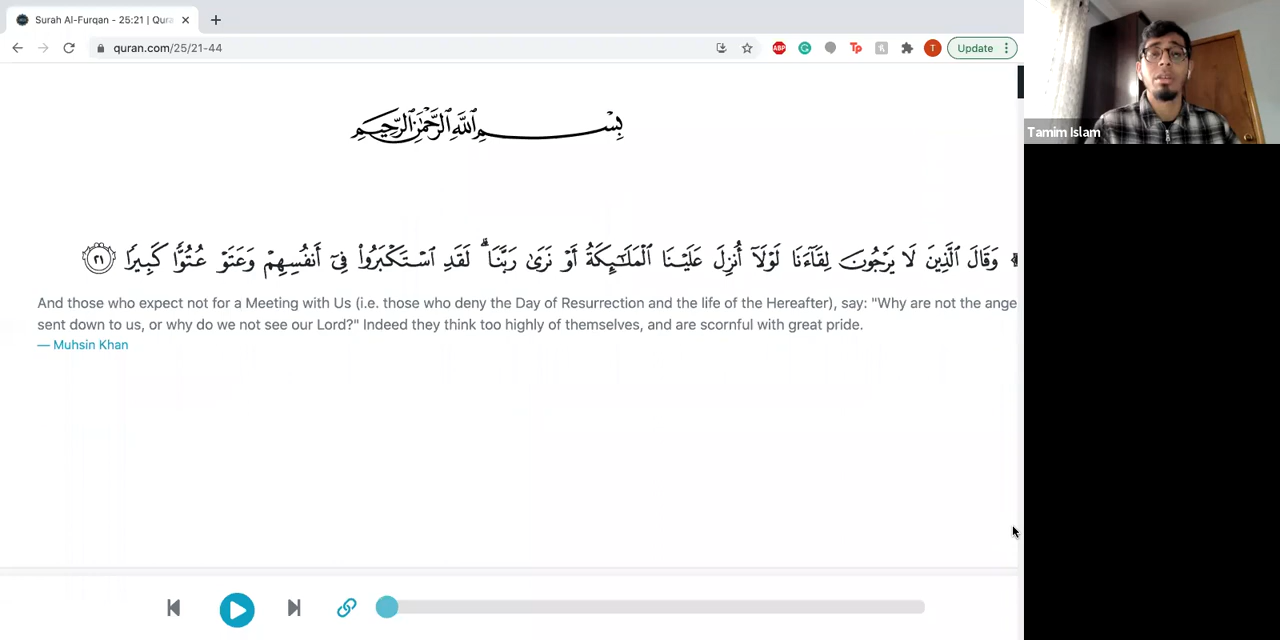 Surah Al-Furqan - 25:21 | Qura
quran.com/25/21-44
ABP
Tp
T
Update
Tamim Islam
بِسْمِ ٱللَّهِ ٱلرَّحْمَٰنِ ٱلرَّحِيمِ
۞ وَقَالَ ٱلَّذِينَ لَا يَرْجُونَ لِقَآءَنَا لَوْلَآ أُنزِلَ عَلَيْنَا ٱلْمَلَـٰٓئِكَةُ أَوْ نَرَىٰ رَبَّنَا ۗ لَقَدِ ٱسْتَكْبَرُوا۟ فِىٓ أَنفُسِهِمْ وَعَتَوْ عُتُوًّا كَبِيرًا ٢١
And those who expect not for a Meeting with Us (i.e. those who deny the Day of Resurrection and the life of the Hereafter), say: "Why are not the ange
sent down to us, or why do we not see our Lord?" Indeed they think too highly of themselves, and are scornful with great pride.
— Muhsin Khan